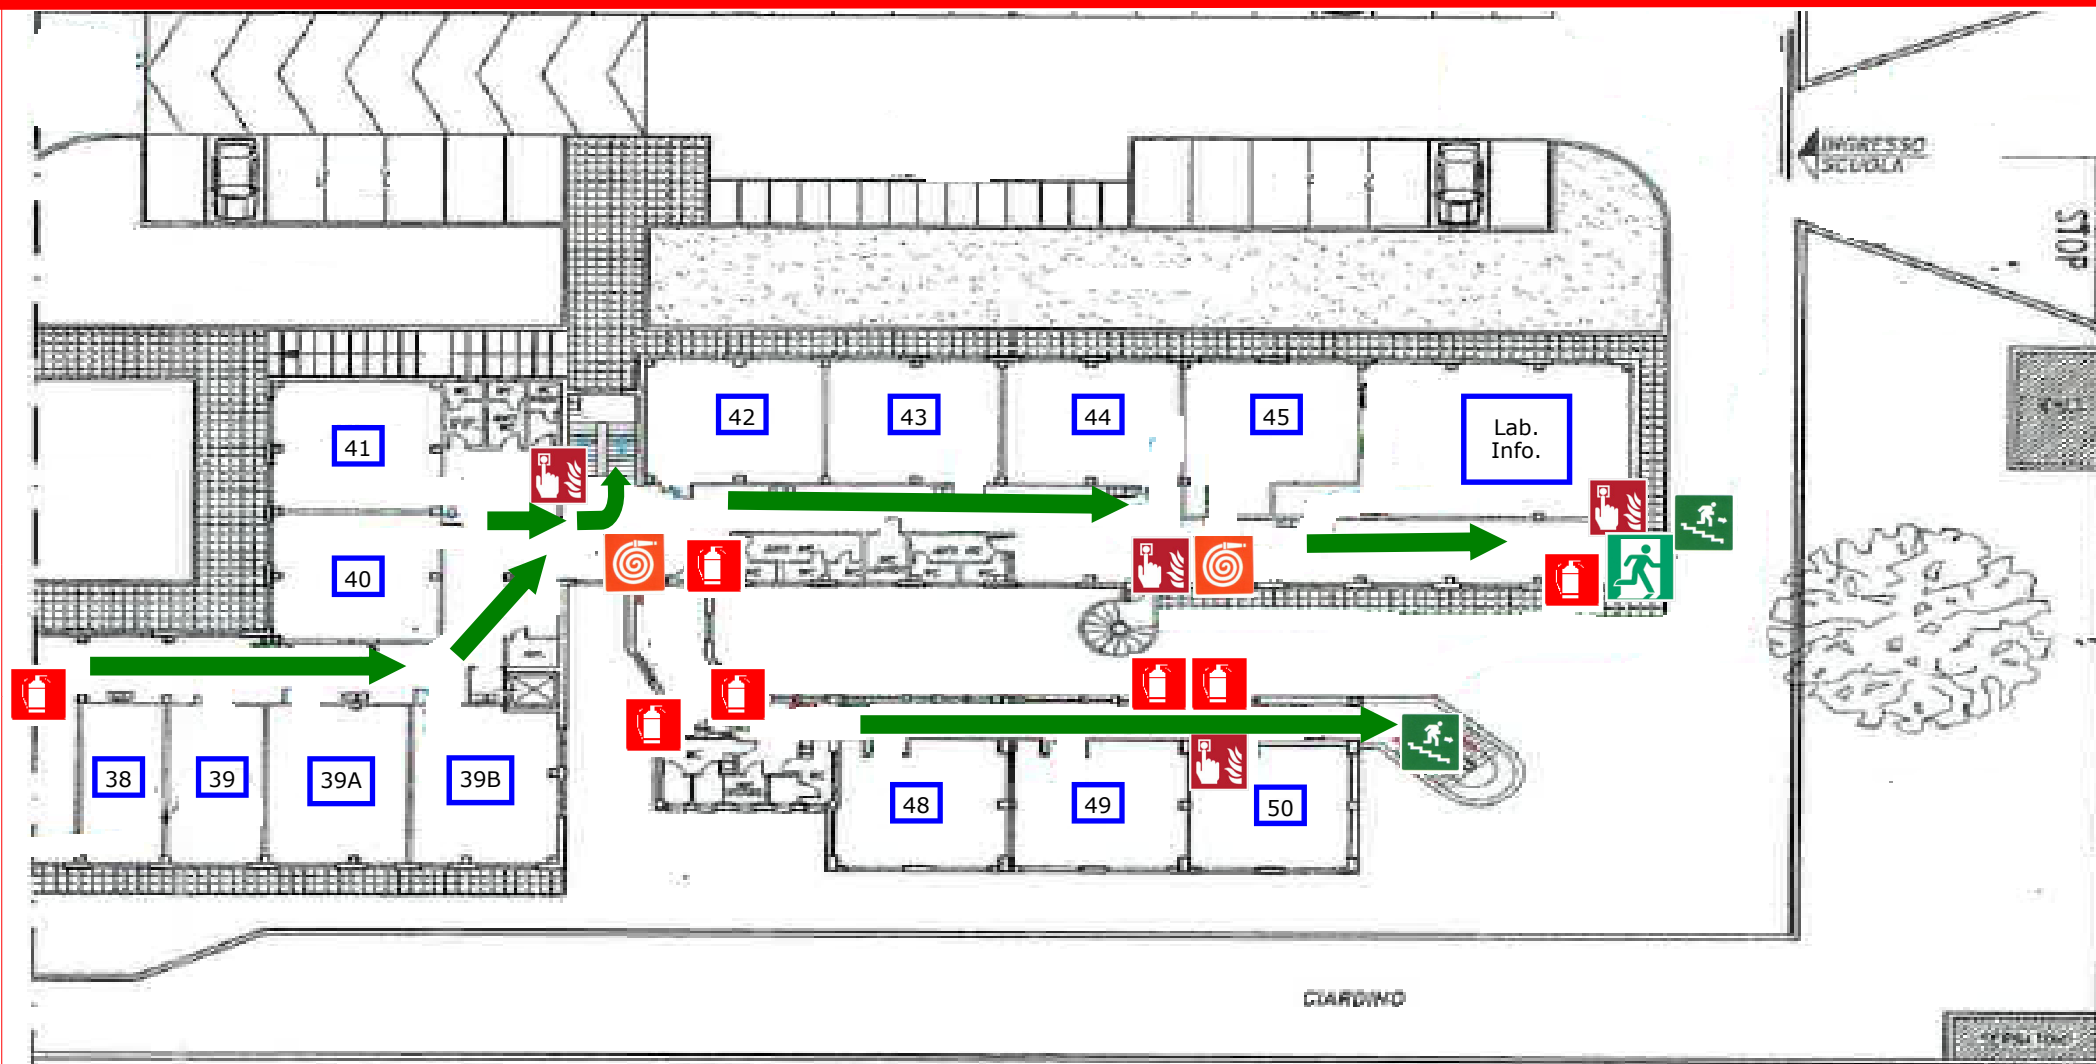 INGRESSO
SCUOLA
STOP
41
42
43
44
45
Lab.
Info.
40
38
39
39A
39B
48
49
50
GIARDINO